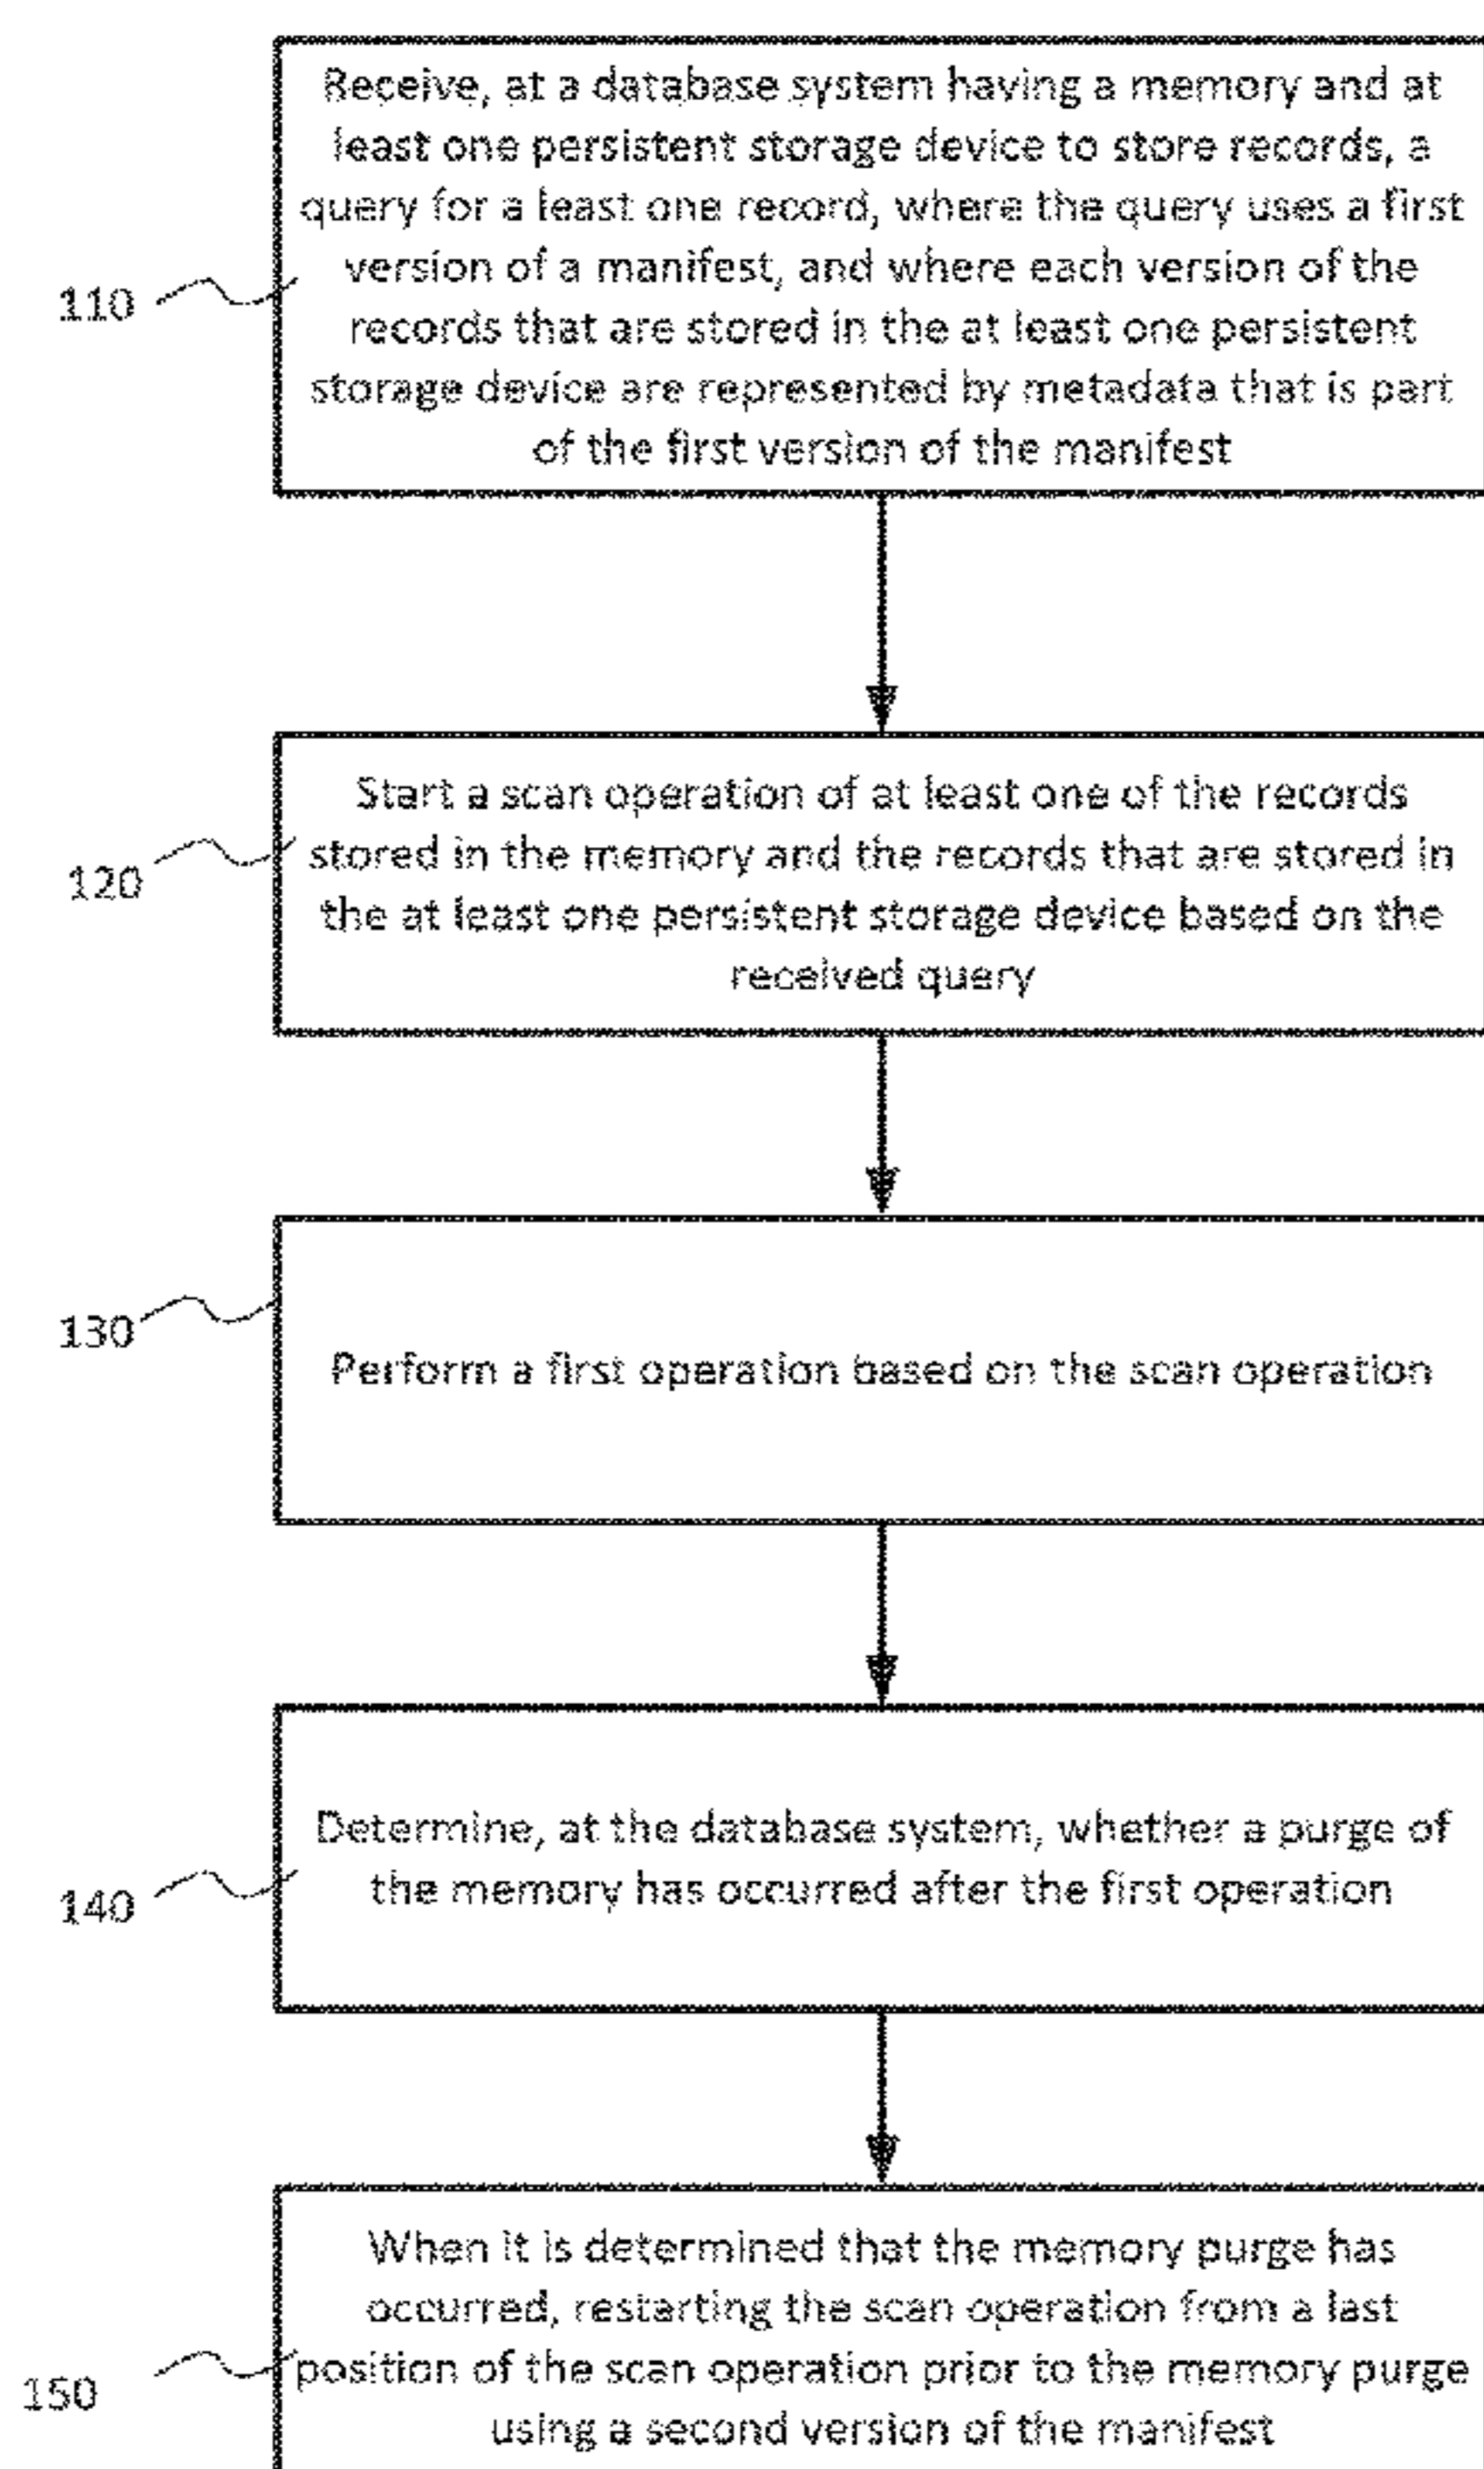 Receive, at a database system having a memory and at
least one persistent storage device to store records, a
query for a least one record, where the query uses a first
version of a manifest, and where each version of the
records that are stored in the at least one persistent
storage device are represented by metadata that is part
of the first version of the manifest
110
Start a scan operation of at least one of the records
stored in the memory and the records that are stored in
the at least one persistent storage device based on the
received query
120
Perform a first operation based on the scan operation
130
Determine, at the database system, whether a purge of
the memory has occurred after the first operation
140
When it is determined that the memory purge has
occurred, restarting the scan operation from a last
position of the scan operation prior to the memory purge
using a second version of the manifest
150